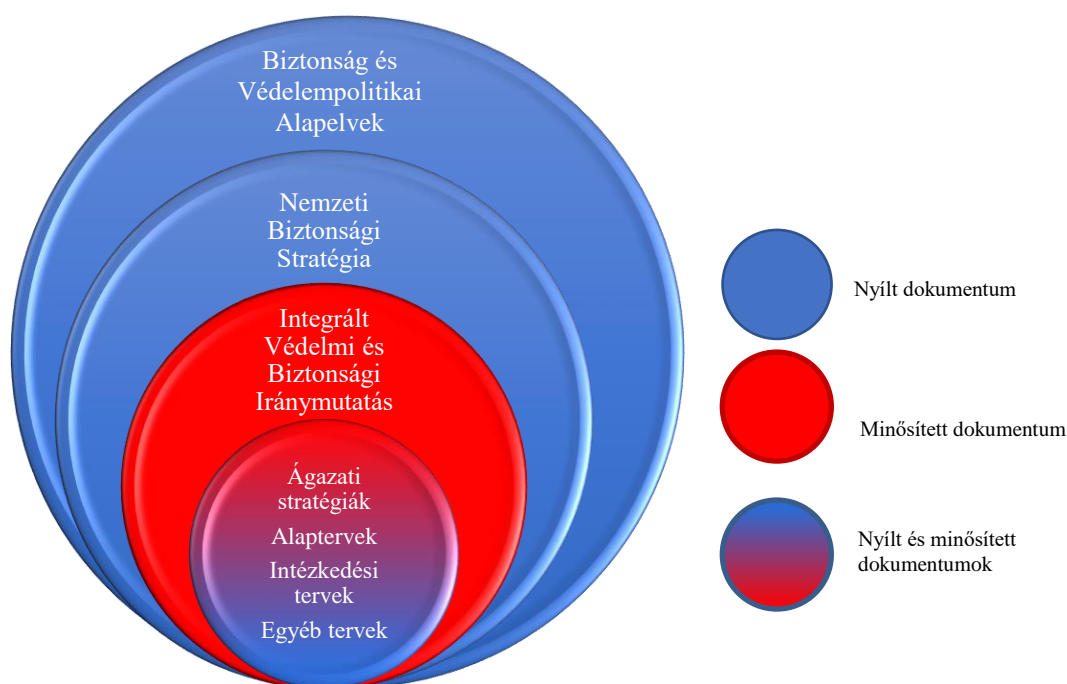 Biztonság és
Védelempolitikai
Alapelvek
Nemzeti
Biztonsági
Stratégia
Integrált
Védelmi és
Biztonsági
Iránymutatás
Ágazati
stratégiák
Alaptervek
Intézkedési
tervek
Egyéb tervek
Nyílt dokumentum
Minősített dokumentum
Nyílt és minősített
dokumentumok